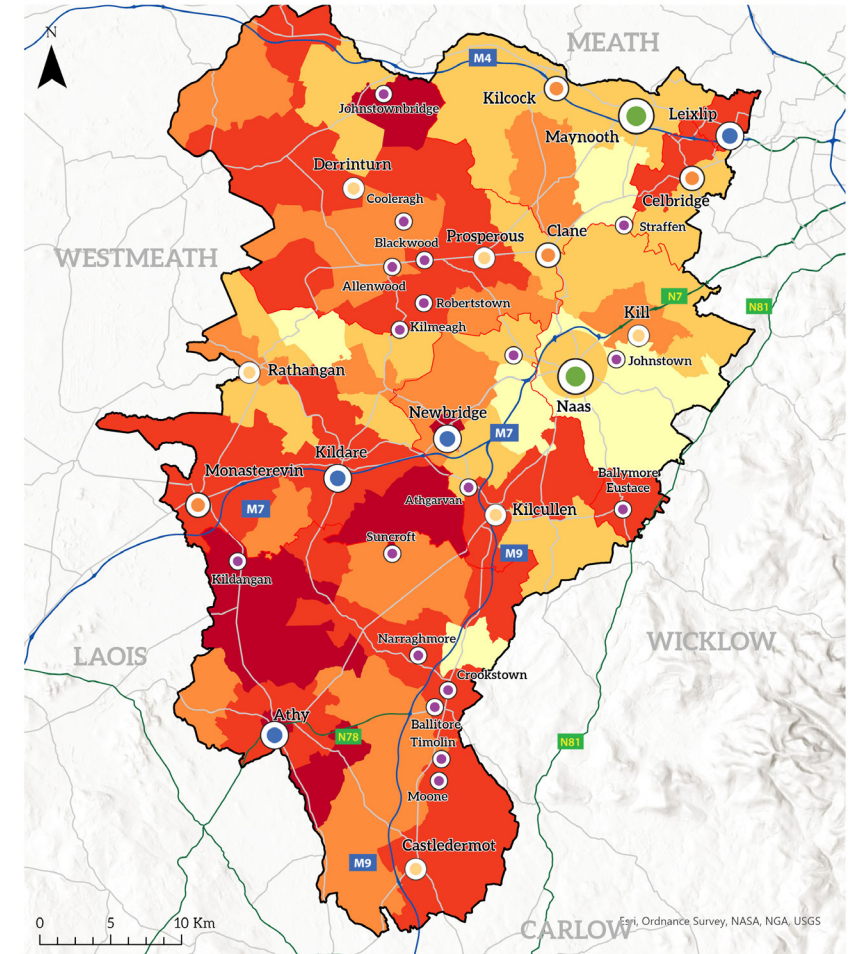 N
MEATH
M4
Kilcock
Johnstownbridge
Leixlip
Maynooth
Derrinturn
Celbridge
Cooleragh
Straffen
Blackwood
Prosperous
Clane
WESTMEATH
Allenwood
N7
N81
Robertstown
Kill
Kilmeagh
Johnstown
Rathangan
Naas
Newbridge
M7
Kildare
Monasterevin
Ballymore
Eustace
Athgarvan
M7
Kilcullen
Suncroft
M9
Kildangan
Narraghmore
WICKLOW
LAOIS
Crookstown
Athy
Ballitore
N78
Timolin
N81
Moone
Castledermot
M9
0 5 10 Km
Esri, Ordnance Survey, NASA, NGA, USGS
CARLOW